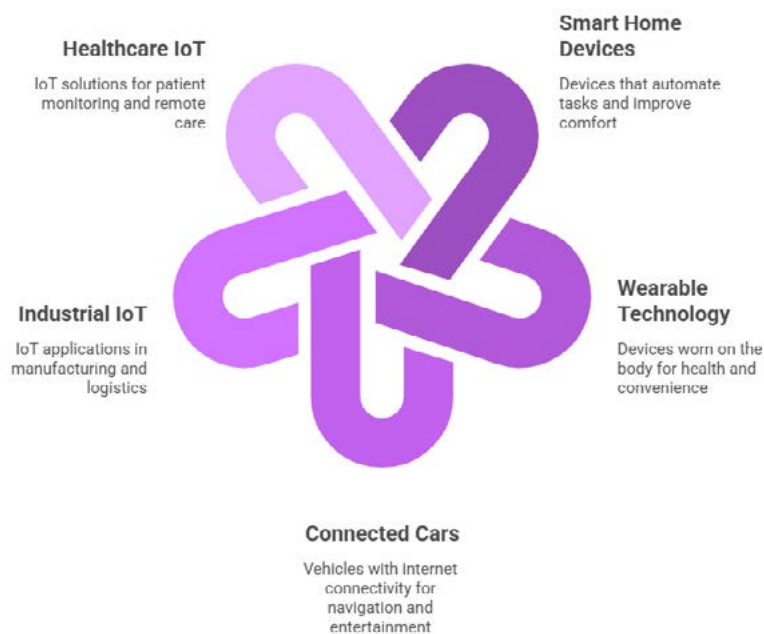 Healthcare IoT
IoT solutions for patient
monitoring and remote
care
Smart Home
Devices
Devices that automate
tasks and improve
comfort
Industrial IoT
IoT applications in
manufacturing and
logistics
Wearable
Technology
Devices worn on the
body for health and
convenience
Connected Cars
Vehicles with internet
connectivity for
navigation and
entertainment